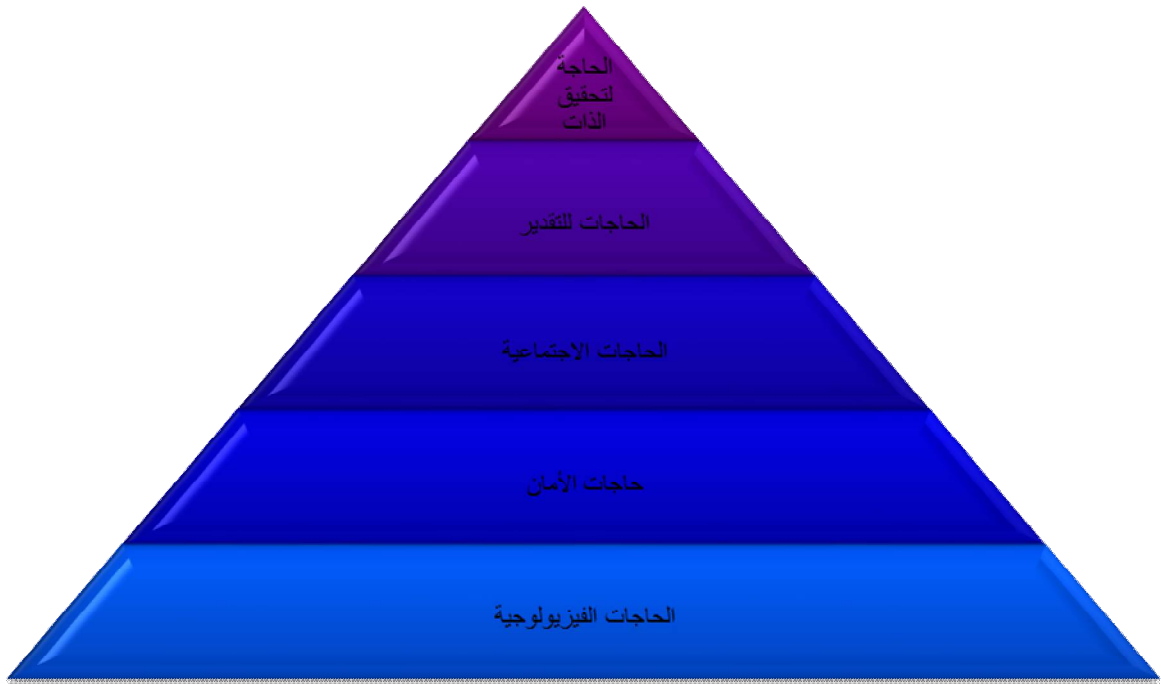 الحاجة
لتحقيق
الذات
الحاجات للتقدير
الحاجات الاجتماعية
حاجات الأمان
الحاجات الفيزيولوجية